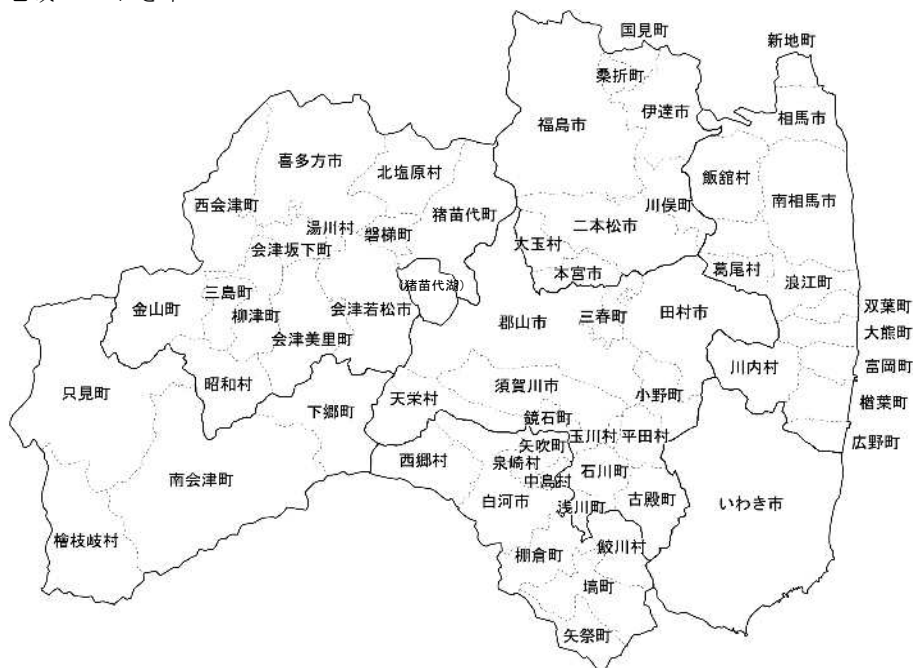 国見町
新地町
桑折町
伊達市
相馬市
福島市
喜多方市
北塩原村
飯舘村
西会津町
川俣町
南相馬市
猪苗代町
湯川村
磐梯町
二本松市
会津坂下町
大玉村
本宮市
葛尾村
(猪苗代湖)
浪江町
三島町
金山町
会津若松市
柳津町
郡山市
三春町
田村市
双葉町
大熊町
会津美里町
川内村
富岡町
只見町
昭和村
須賀川市
天栄村
小野町
楢葉町
下郷町
鏡石町
矢吹町
玉川村
平田村
広野町
西郷村
泉崎村
南会津町
中島村
石川町
白河市
古殿町
いわき市
浅川町
檜枝岐村
棚倉町
鮫川村
塙町
矢祭町